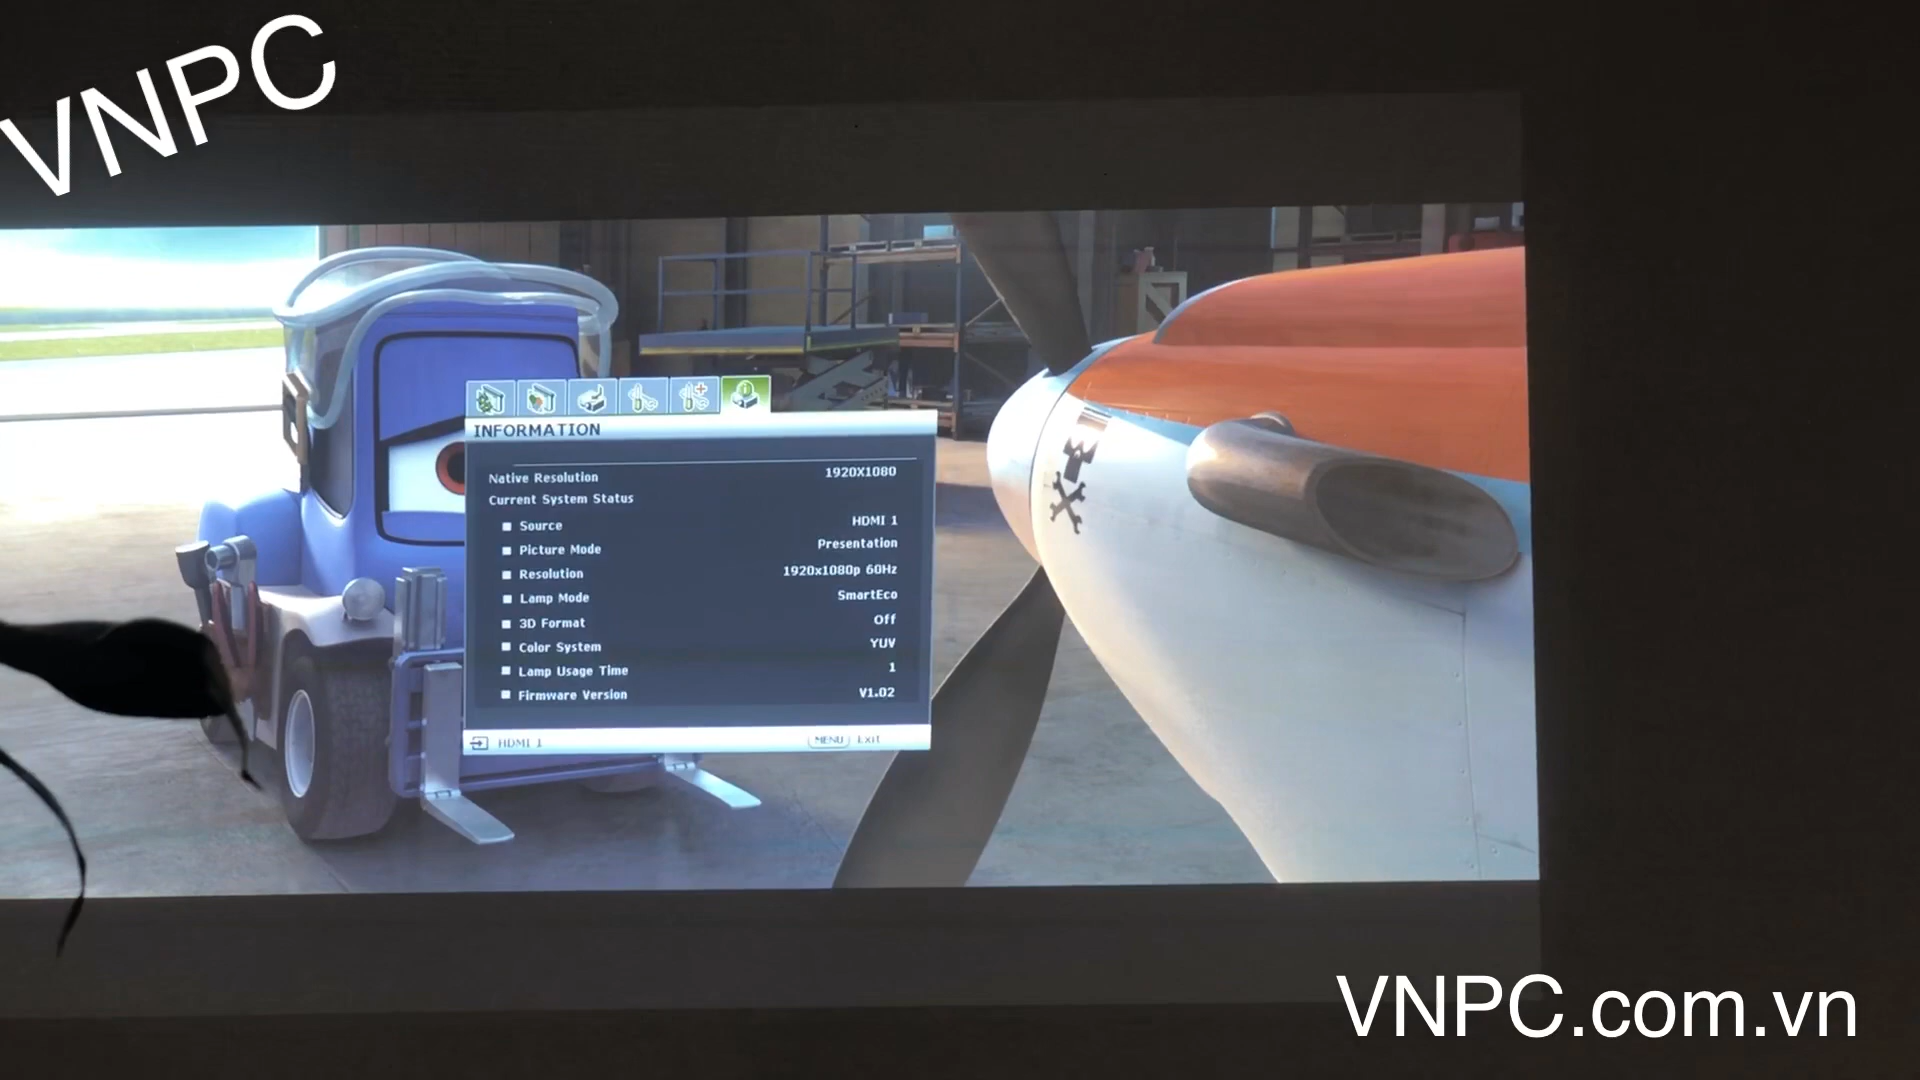 VNPC
INFORMATION
Native Resolution 1920X1080
Current System Status
Source HDMI 1
Picture Mode Presentation
Resolution 1920x1080p 60Hz
Lamp Mode SmartEco
3D Format Off
Color System YUV
Lamp Usage Time 1
Firmware Version V1.02
HDMI 1 MENU Exit
VNPC.com.vn